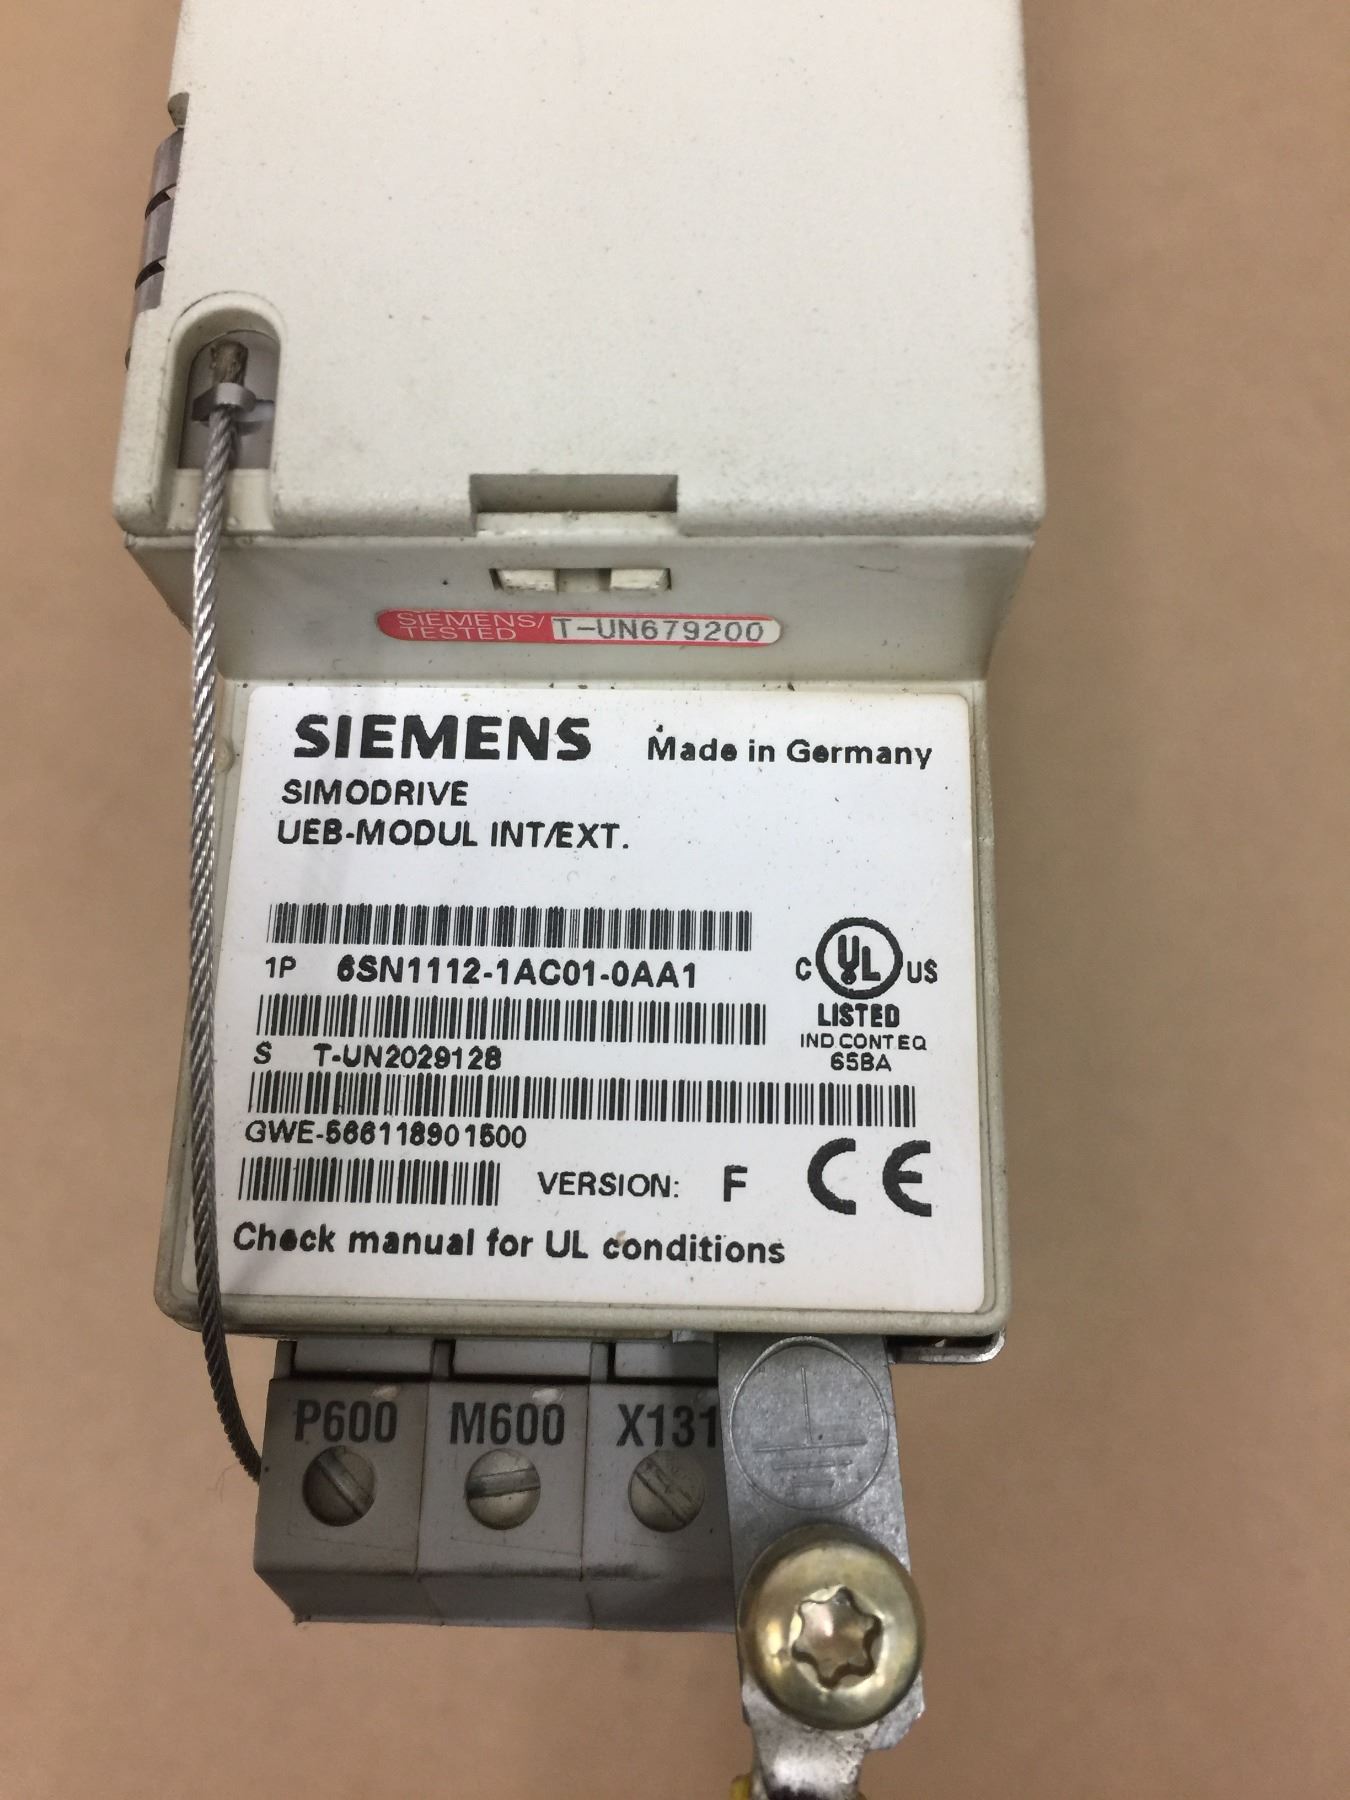 SIEMENS/
TESTED T-UN679200
SIEMENS Made in Germany
SIMODRIVE
UEB-MODUL INT/EXT.
1P 6SN1112-1AC01-0AA1
S T-UN2029128
GWE-566118901500
C UL US
LISTED
IND.CONT.EQ
65BA
VERSION: F CE
Check manual for UL conditions
P600 M600 X131